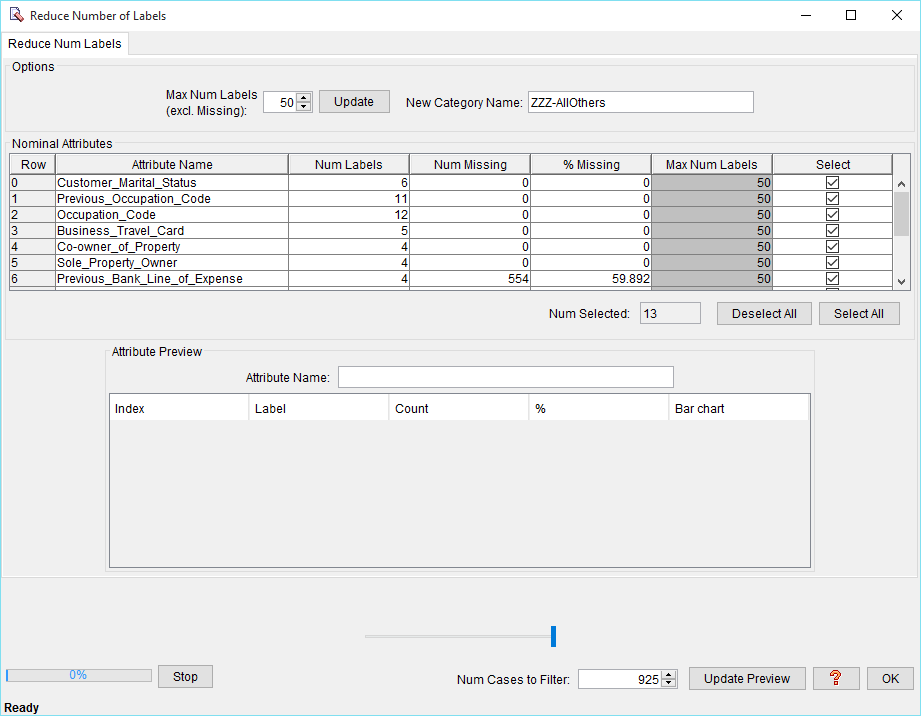 Reduce Number of Labels
Reduce Num Labels
Options
Max Num Labels
(excl. Missing):
50 Update New Category Name: ZZZ-AllOthers
Nominal Attributes
Row Attribute Name Num Labels Num Missing % Missing Max Num Labels Select
0 Customer_Marital_Status 6 0 0 50
1 Previous_Occupation_Code 11 0 0 50
2 Occupation_Code 12 0 0 50
3 Business_Travel_Card 5 0 0 50
4 Co-owner_of_Property 4 0 0 50
5 Sole_Property_Owner 4 0 0 50
6 Previous_Bank_Line_of_Expense 4 554 59.892 50
Num Selected: 13 Deselect All Select All
Attribute Preview
Attribute Name:
Index Label Count % Bar chart
0% Stop Num Cases to Filter: 925 Update Preview ? OK
Ready